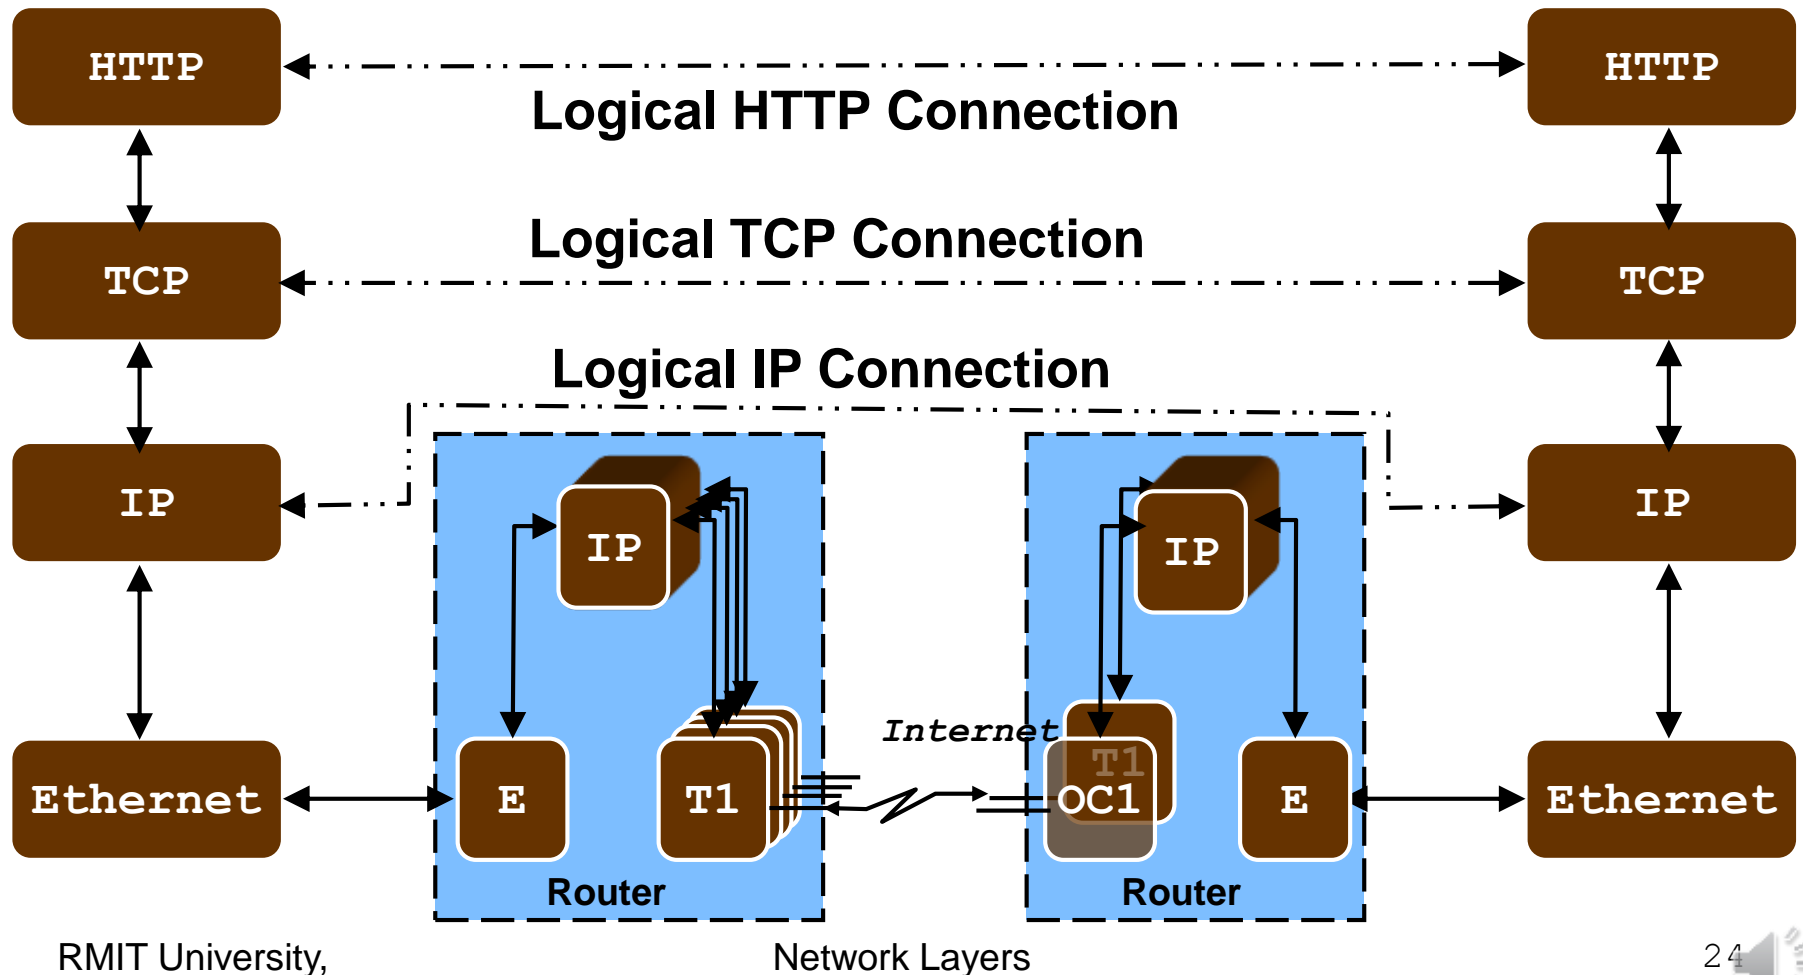 HTTP
HTTP
Logical HTTP Connection
Logical TCP Connection
TCP
TCP
Logical IP Connection
IP
IP
IP
IP
Internet
Ethernet
E
T1
T1
OC1
E
Ethernet
Router
Router
RMIT University,
Network Layers
24